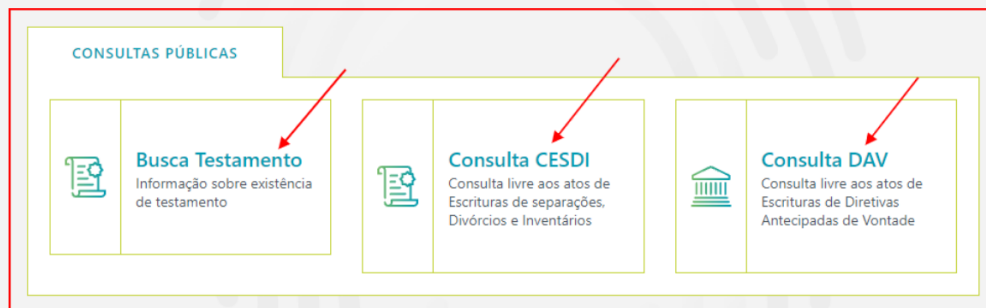 CONSULTAS PÚBLICAS
Busca Testamento
Informação sobre existência
de testamento
Consulta CESDI
Consulta livre aos atos de
Escrituras de separações,
Divórcios e Inventários
Consulta DAV
Consulta livre aos atos de
Escrituras de Diretivas
Antecipadas de Vontade